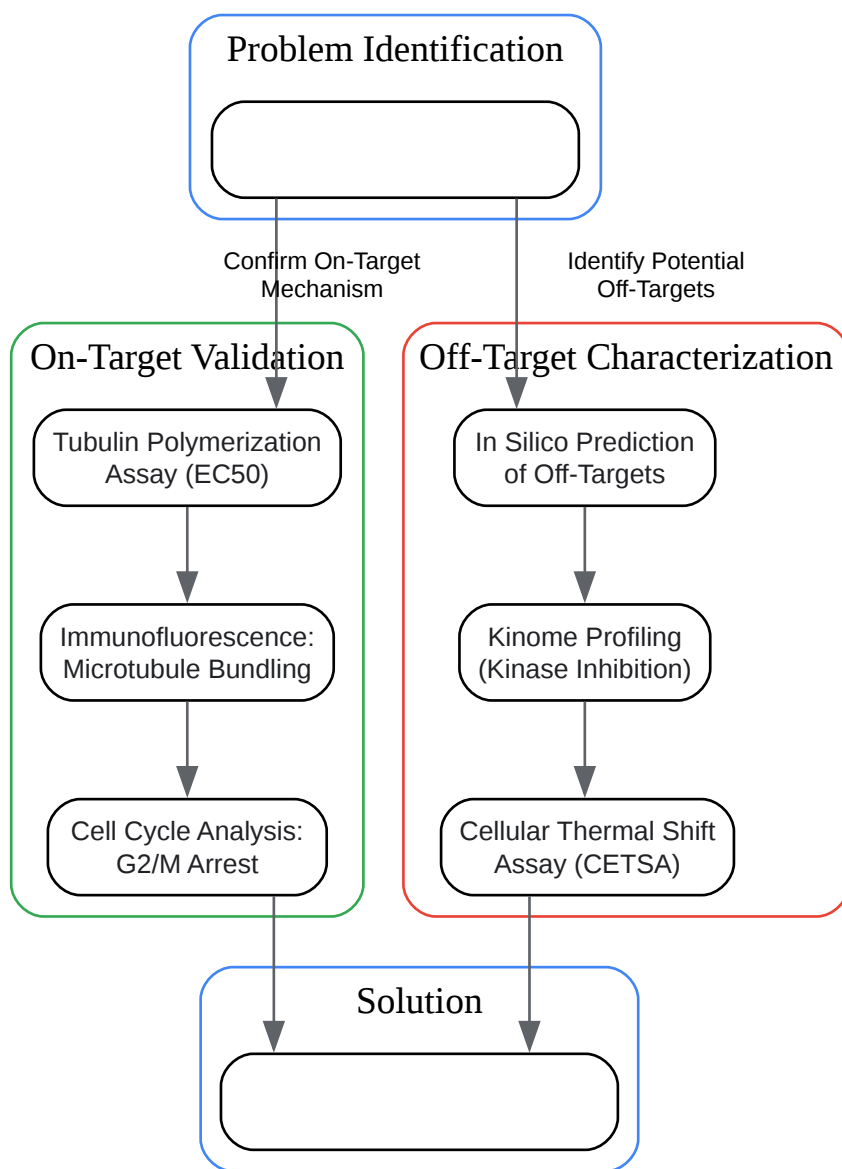 Problem Identification
Confirm On-Target
Mechanism
Identify Potential
Off-Targets
On-Target Validation
Tubulin Polymerization
Assay (EC50)
Immunofluorescence:
Microtubule Bundling
Cell Cycle Analysis:
G2/M Arrest
Off-Target Characterization
In Silico Prediction
of Off-Targets
Kinome Profiling
(Kinase Inhibition)
Cellular Thermal Shift
Assay (CETSA)
Solution